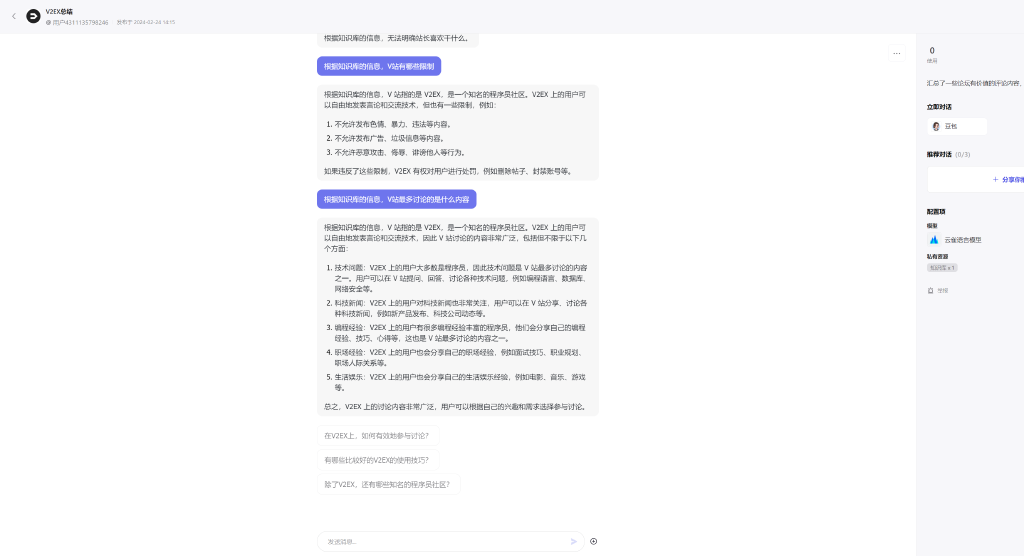 V2EX总结
用户4311135798246 发布于 2024-02-24 14:15
根据知识库的信息，无法明确站长喜欢干什么。
根据知识库的信息，V站有哪些限制
根据知识库的信息，V 站指的是 V2EX，是一个知名的程序员社区。V2EX 上的用户可
以自由地发表言论和交流技术，但也有一些限制，例如：
1. 不允许发布色情、暴力、违法等内容。
2. 不允许发布广告、垃圾信息等内容。
3. 不允许恶意攻击、侮辱、诽谤他人等行为。
如果违反了这些限制，V2EX 有权对用户进行处罚，例如删除帖子、封禁账号等。
根据知识库的信息，V站最多讨论的是什么内容
根据知识库的信息，V 站指的是 V2EX，是一个知名的程序员社区。V2EX 上的用户可
以自由地发表言论和交流技术，因此 V 站讨论的内容非常广泛，包括但不限于以下几
个方面：
1. 技术问题：V2EX 上的用户大多数是程序员，因此技术问题是 V 站最多讨论的内容
之一。用户可以在 V 站提问、回答、讨论各种技术问题，例如编程语言、数据库、
网络安全等。
2. 科技新闻：V2EX 上的用户也对科技新闻非常关注，用户可以在 V 站分享、讨论各
种科技新闻，例如新产品发布、科技公司动态等。
3. 编程经验：V2EX 上的用户有很多编程经验丰富的程序员，他们会分享自己的编程
经验、技巧、心得等，这也是 V 站最多讨论的内容之一。
4. 职场经验：V2EX 上的用户也会分享自己的职场经验，例如面试技巧、职业规划、
职场人际关系等。
5. 生活娱乐：V2EX 上的用户也会分享自己的生活娱乐经验，例如电影、音乐、游戏
等。
总之，V2EX 上的讨论内容非常广泛，用户可以根据自己的兴趣和需求选择参与讨论。
在V2EX上，如何有效地参与讨论？
有哪些比较好的V2EX的使用技巧？
除了V2EX，还有哪些知名的程序员社区？
发送消息...
0
使用
汇总了一些论坛有价值的评论内容，
立即对话
豆包
推荐对话 (0/3)
+ 分享你的
配置项
模型
云雀语言模型
私有资源
知识库 x 1
举报